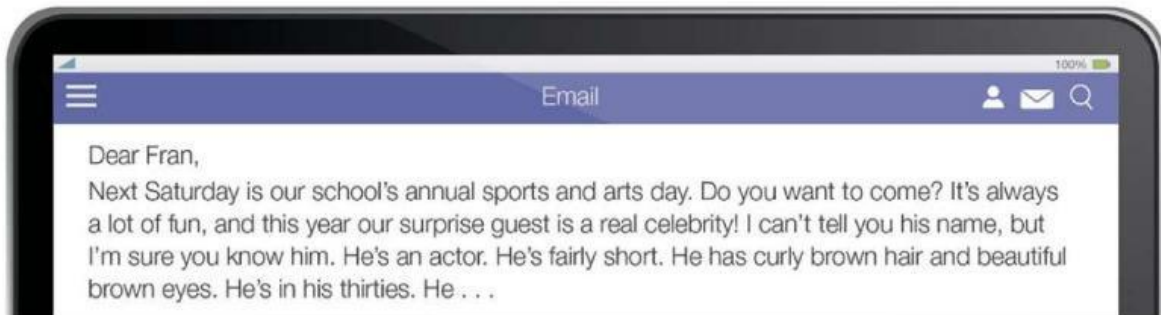 100%
Email
Dear Fran,
Next Saturday is our school's annual sports and arts day. Do you want to come? It's always
a lot of fun, and this year our surprise guest is a real celebrity! I can't tell you his name, but
I'm sure you know him. He's an actor. He's fairly short. He has curly brown hair and beautiful
brown eyes. He's in his thirties. He . . .